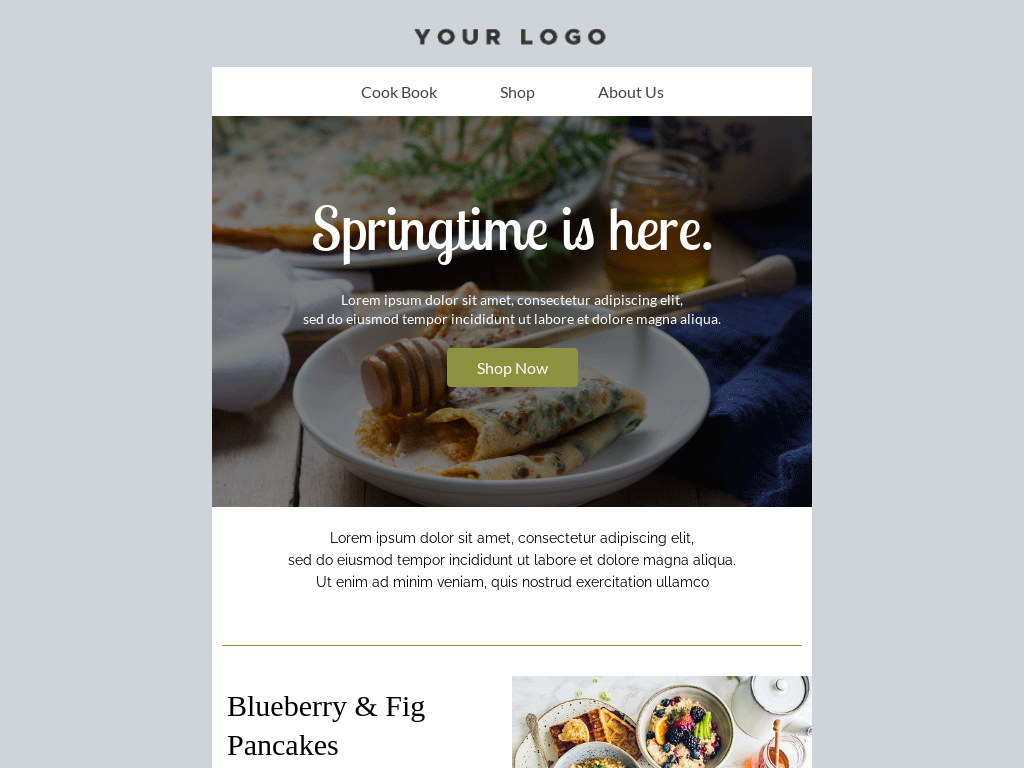 YOUR LOGO
Cook Book Shop About Us
Springtime is here.
Lorem ipsum dolor sit amet, consectetur adipiscing elit,
sed do eiusmod tempor incididunt ut labore et dolore magna aliqua.
Shop Now
Lorem ipsum dolor sit amet, consectetur adipiscing elit,
sed do eiusmod tempor incididunt ut labore et dolore magna aliqua.
Ut enim ad minim veniam, quis nostrud exercitation ullamco
Blueberry & Fig
Pancakes